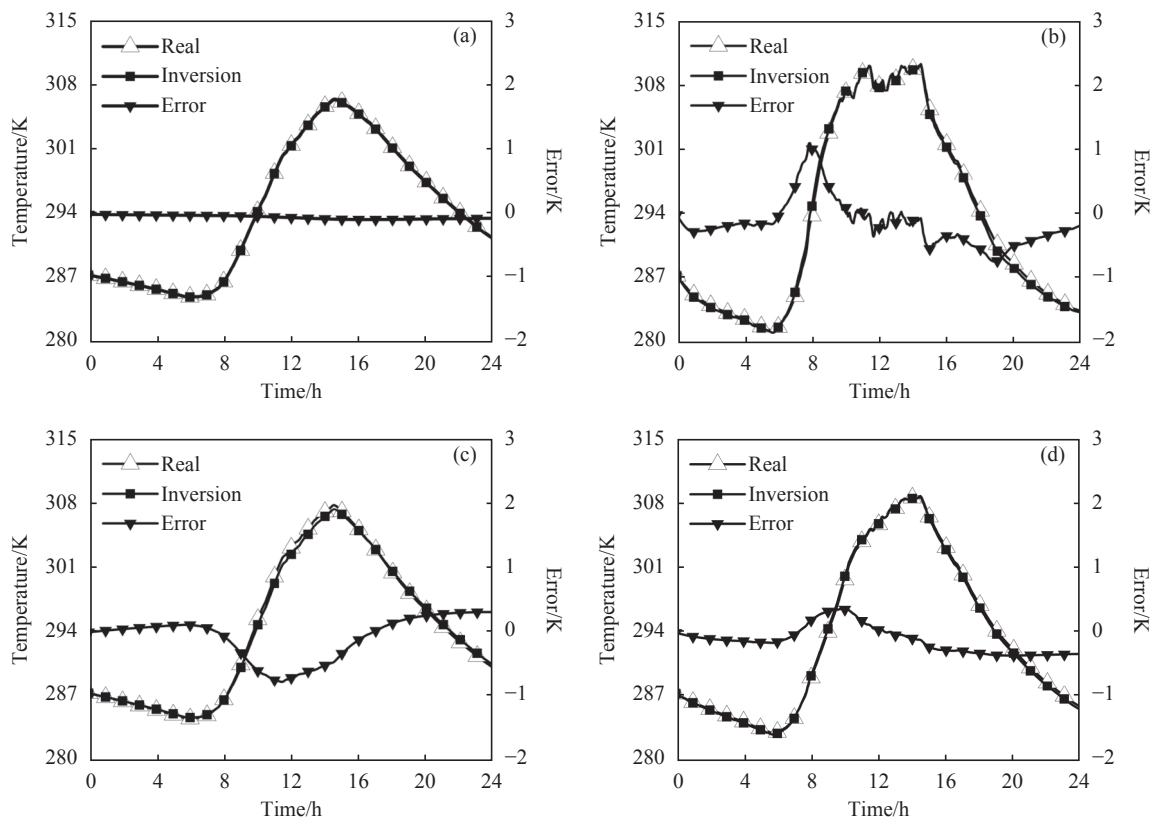 315
308
301
294
287
280
Temperature/K
(a)
Real
Inversion
Error
3
2
1
0
−1
−2
Error/K
0 4 8 12 16 20 24
Time/h
315
308
301
294
287
280
Temperature/K
(b)
Real
Inversion
Error
3
2
1
0
−1
−2
Error/K
0 4 8 12 16 20 24
Time/h
315
308
301
294
287
280
Temperature/K
(c)
Real
Inversion
Error
3
2
1
0
−1
−2
Error/K
0 4 8 12 16 20 24
Time/h
315
308
301
294
287
280
Temperature/K
(d)
Real
Inversion
Error
3
2
1
0
−1
−2
Error/K
0 4 8 12 16 20 24
Time/h